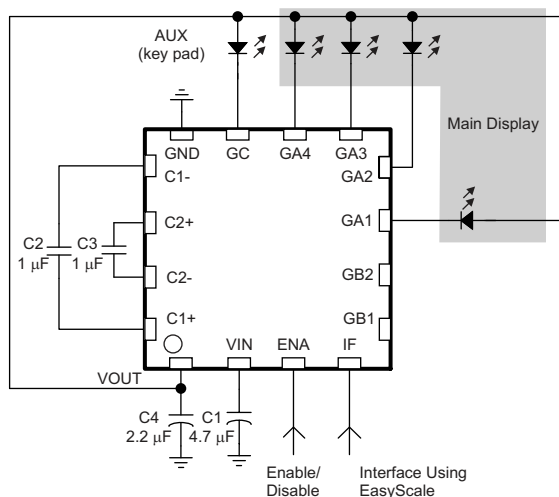 AUX
(key pad)
Main Display
GND
GC
GA4
GA3
C1-
GA2
C2+
GA1
C2
1 µF
C3
1 µF
C2-
GB2
C1+
GB1
VIN
ENA
IF
VOUT
C4
2.2 µF
C1
4.7 µF
Enable/
Disable
Interface Using
EasyScale